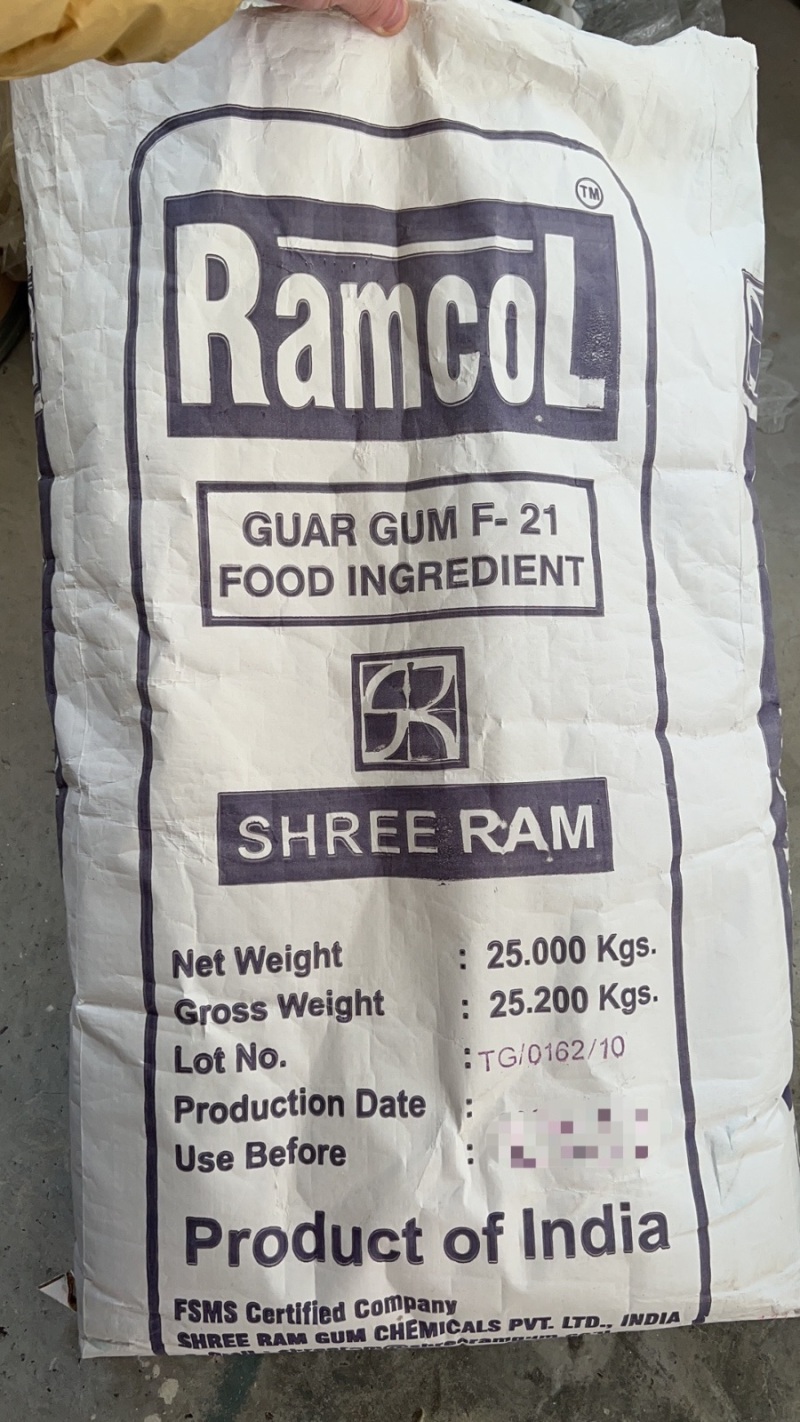 TM
RamcoL
GUAR GUM F- 21
FOOD INGREDIENT
SR
SHREE RAM
Net Weight : 25.000 Kgs.
Gross Weight : 25.200 Kgs.
Lot No. : TG/0162/10
Production Date :
Use Before :
Product of India
FSMS Certified Company
SHREE RAM GUM CHEMICALS PVT. LTD., INDIA